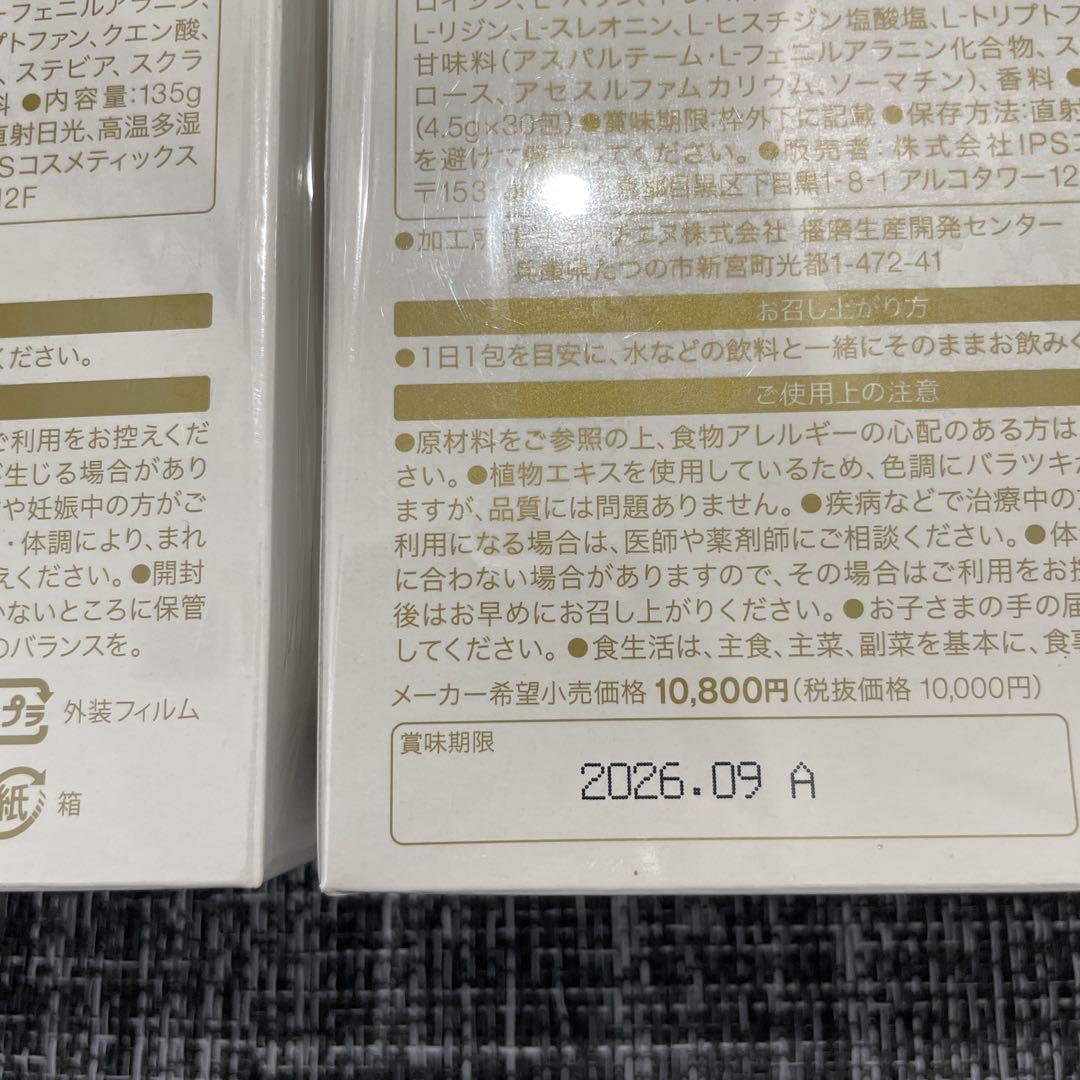 ーフェニルアラニン、
プトファン、クエン酸、
、ステビア、スクラ
料 ●内容量:135g
直射日光、高温多湿
PSコスメティックス
12F
ください。
ご利用をお控えくだ
が生じる場合があり
や妊娠中の方がご
・体調により、まれ
えください。●開封
かないところに保管
のバランスを。
プラ 外装フィルム
紙 箱
L-リジン、L-スレオニン、L-ヒスチジン塩酸塩、L-トリプトフ
甘味料(アスパルテーム・L-フェニルアラニン化合物、ス
ロース、アセスルファムカリウム、ソーマチン)、香料 ●
(4.5g×30包) ●賞味期限:枠外下に記載 ●保存方法:直射
を避けて してください。 ●販売者:株式会社IPSコ
〒153- 目黒区下目黒1-8-1 アルコタワー12
●加工所 株式会社 播磨生産開発センター
兵庫県たつの市新宮町光都1-472-41
お召し上がり方
●1日1包を目安に、水などの飲料と一緒にそのままお飲みく
ご使用上の注意
●原材料をご参照の上、食物アレルギーの心配のある方は
さい。●植物エキスを使用しているため、色調にバラツキが
ますが、品質には問題ありません。●疾病などで治療中の
利用になる場合は、医師や薬剤師にご相談ください。●体
に合わない場合がありますので、その場合はご利用をお控
後はお早めにお召し上がりください。●お子さまの手の届
してください。 ●食生活は、主食、主菜、副菜を基本に、食事
メーカー希望小売価格 10,800円(税抜価格 10,000円)
賞味期限
2026.09 A